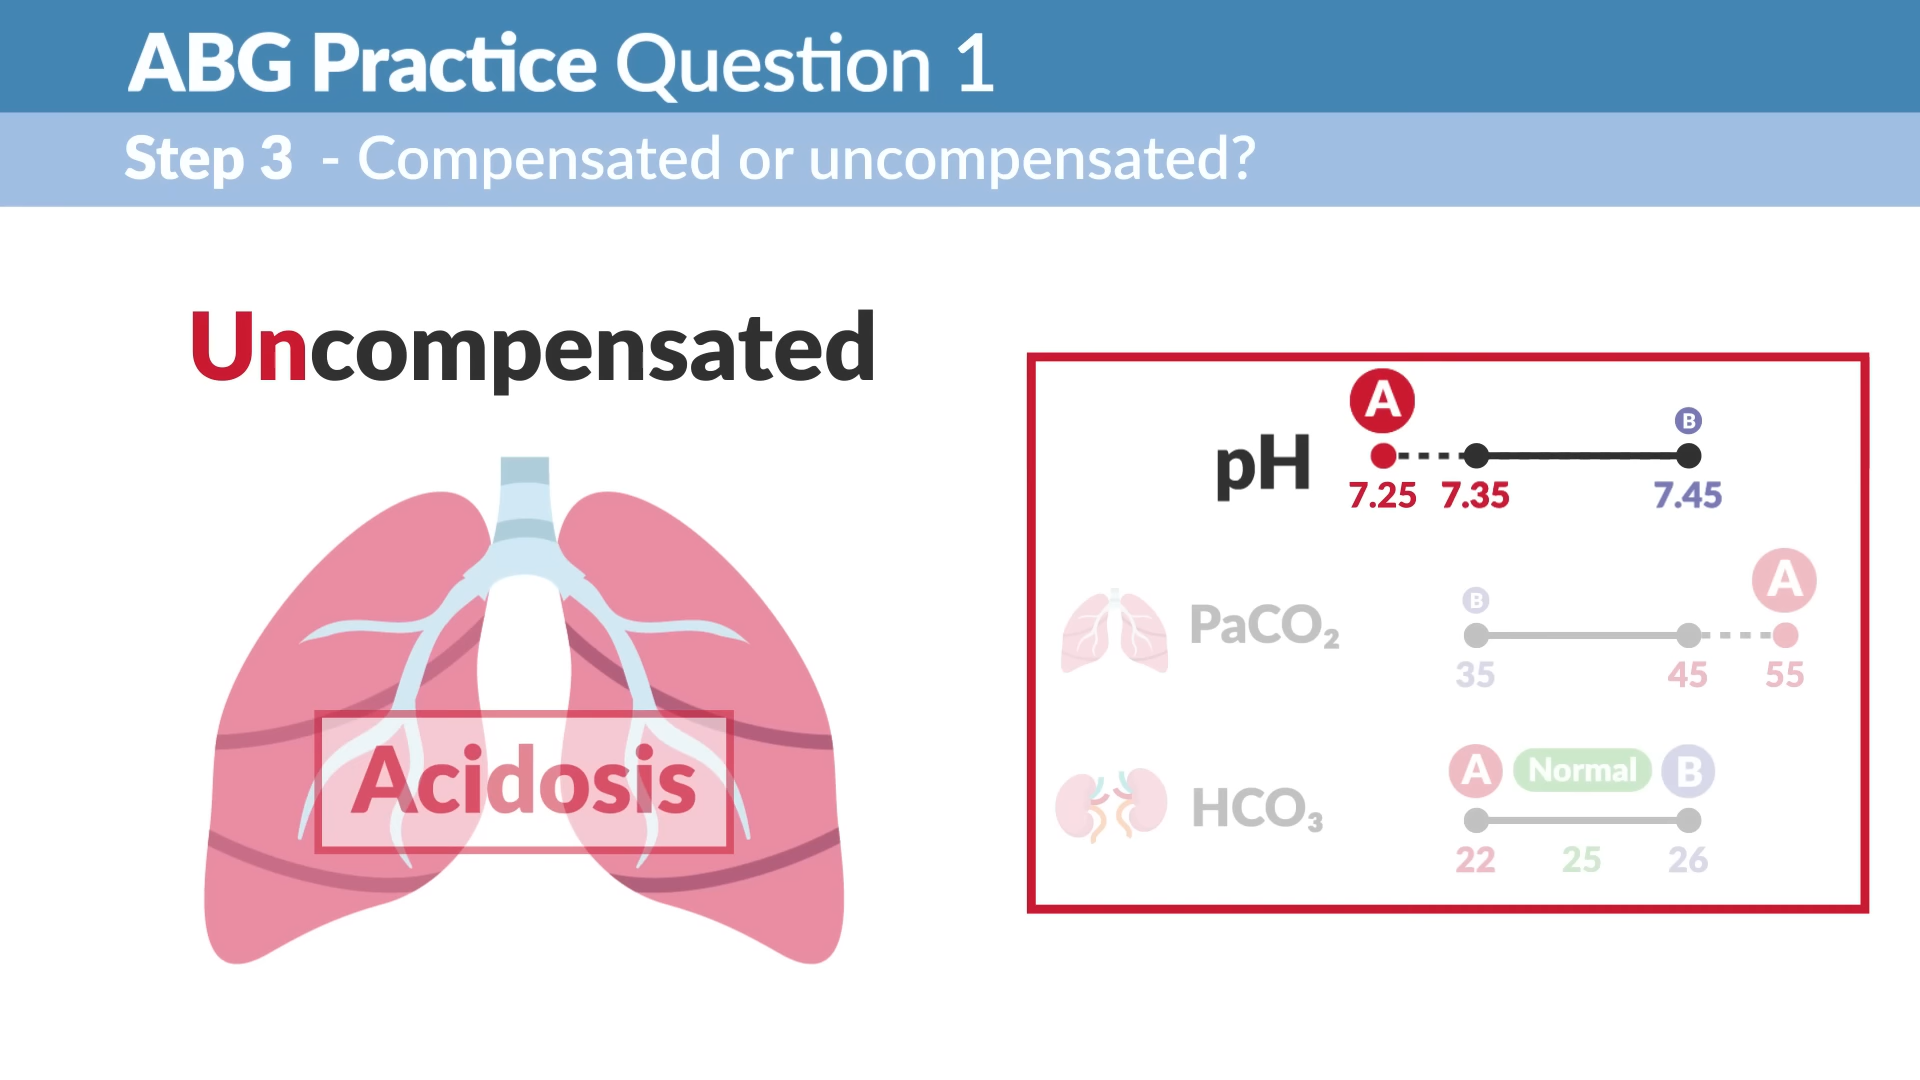 ABG Practice Question 1
Step 3 - Compensated or uncompensated?
Uncompensated
Acidosis
A
B
pH
7.25 7.35 7.45
A
B
PaCO₂
35 45 55
A Normal B
HCO₃
22 25 26